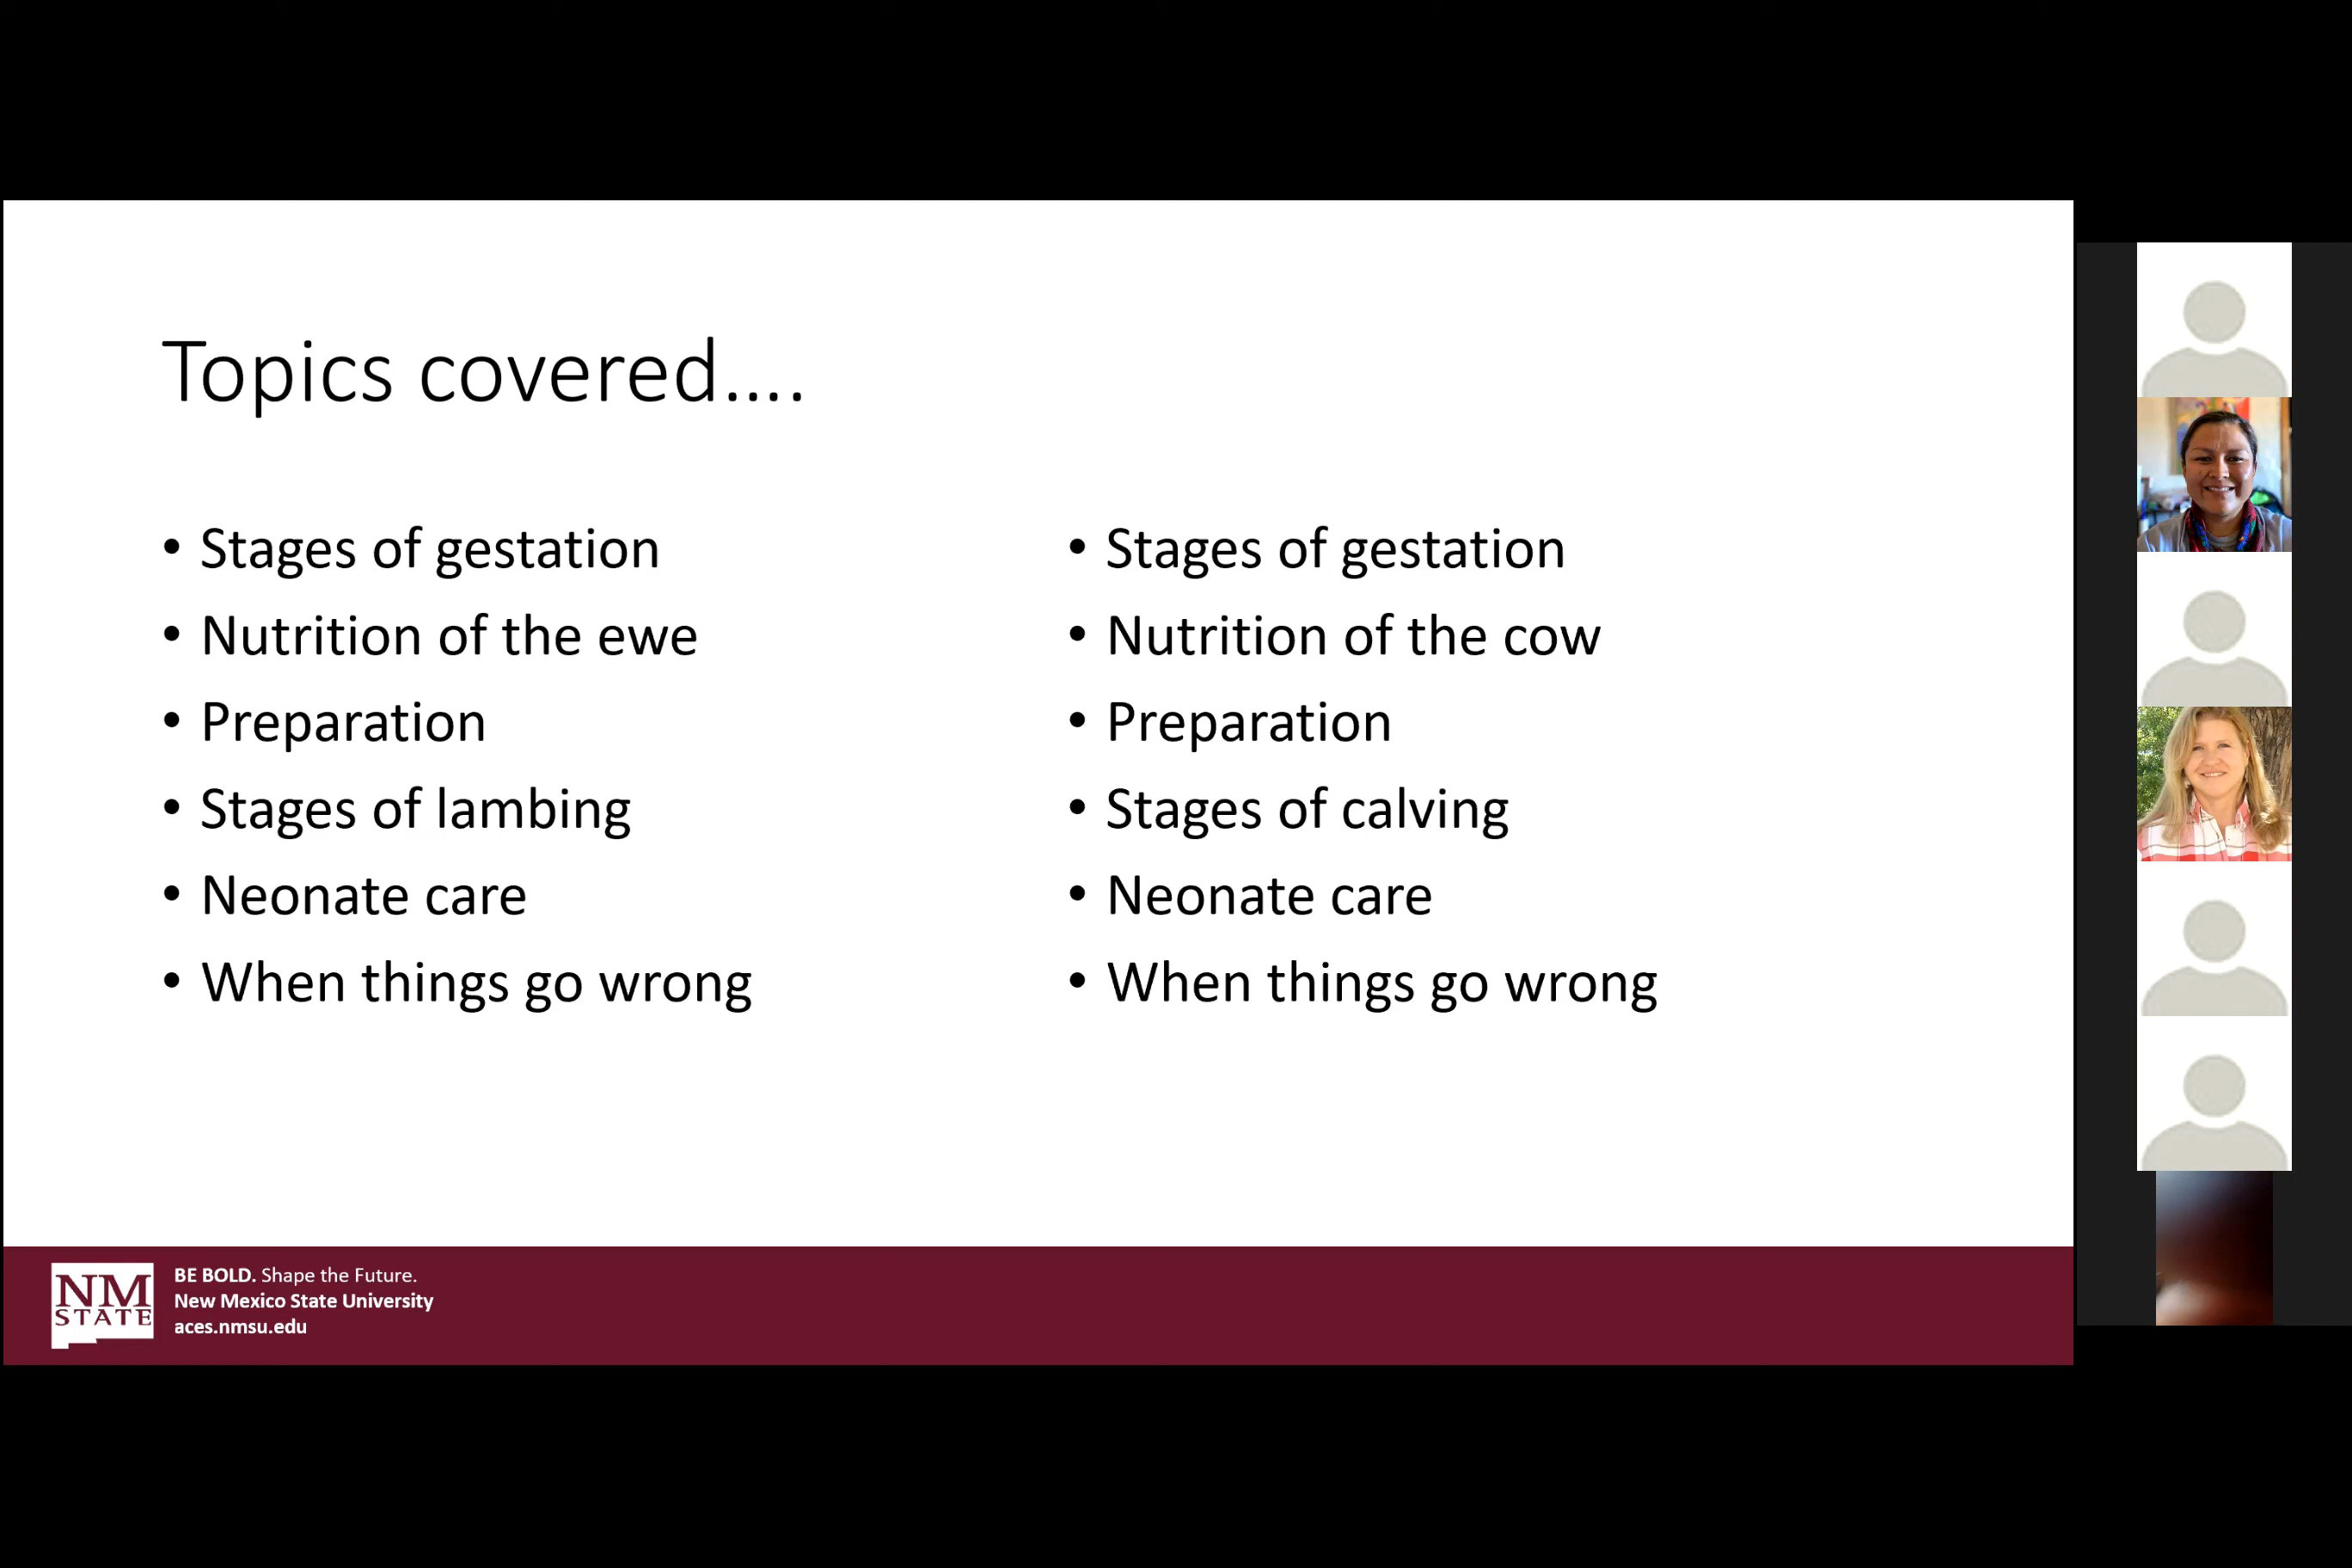 Topics covered....
• Stages of gestation
• Nutrition of the ewe
• Preparation
• Stages of lambing
• Neonate care
• When things go wrong
• Stages of gestation
• Nutrition of the cow
• Preparation
• Stages of calving
• Neonate care
• When things go wrong
NM
STATE
BE BOLD. Shape the Future.
New Mexico State University
aces.nmsu.edu